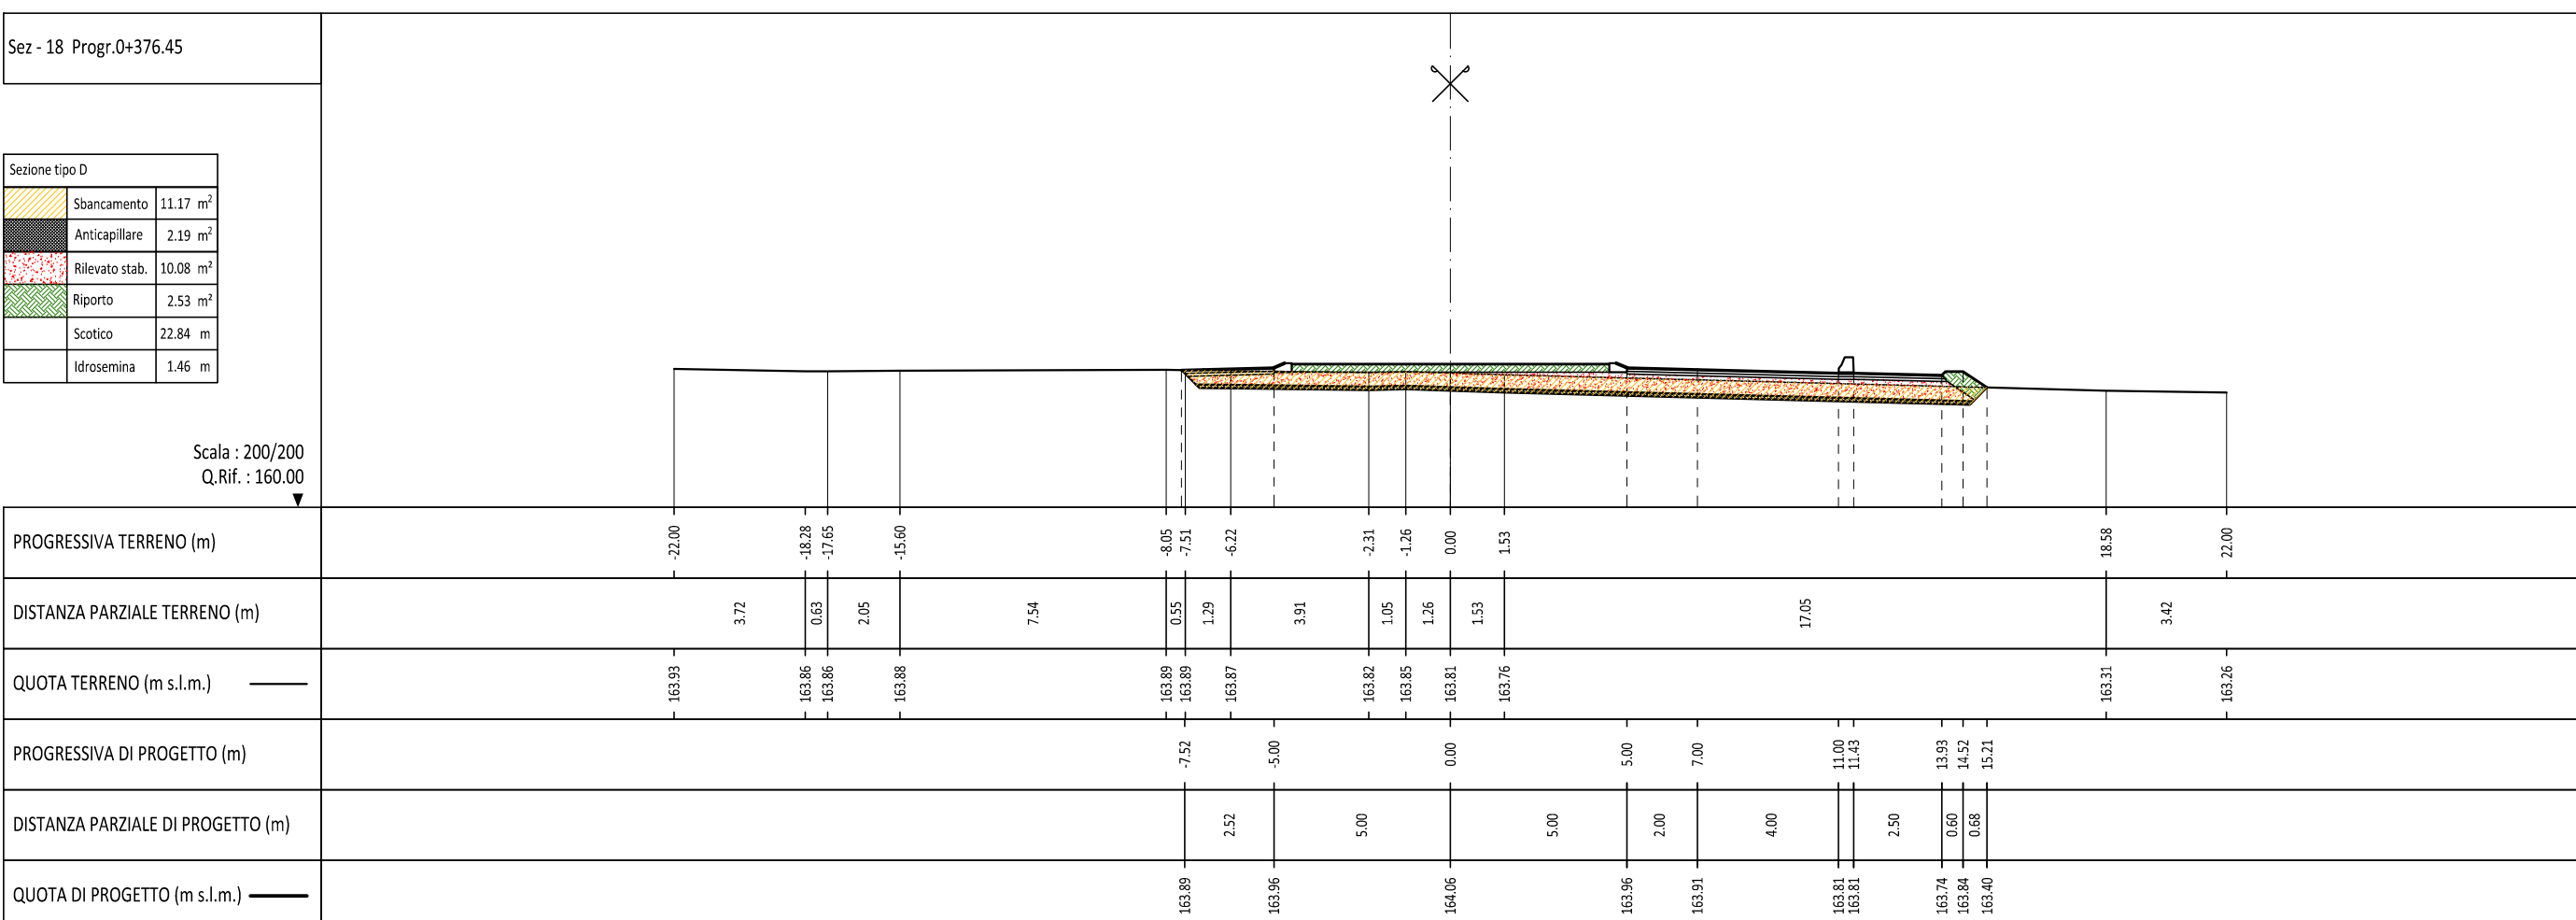 Sez - 18 Progr.0+376.45
Sezione tipo D
Sbancamento 11.17 m²
Anticapillare 2.19 m²
Rilevato stab. 10.08 m²
Riporto 2.53 m²
Scotico 22.84 m
Idrosemina 1.46 m
Scala : 200/200
Q.Rif. : 160.00
PROGRESSIVA TERRENO (m) -22.00 -18.28 -17.65 -15.60 -8.05 -7.51 -6.22 -2.31 -1.26 0.00 1.53 18.58 22.00
DISTANZA PARZIALE TERRENO (m) 3.72 0.63 2.05 7.54 0.55 1.29 3.91 1.05 1.26 1.53 17.05 3.42
QUOTA TERRENO (m s.l.m.) 163.93 163.86 163.86 163.88 163.89 163.89 163.87 163.82 163.85 163.81 163.76 163.31 163.26
PROGRESSIVA DI PROGETTO (m) -7.52 -5.00 0.00 5.00 7.00 11.00 11.43 13.93 14.52 15.21
DISTANZA PARZIALE DI PROGETTO (m) 2.52 5.00 5.00 2.00 4.00 2.50 0.60 0.68
QUOTA DI PROGETTO (m s.l.m.) 163.89 163.96 164.06 163.96 163.91 163.81 163.81 163.74 163.84 163.40